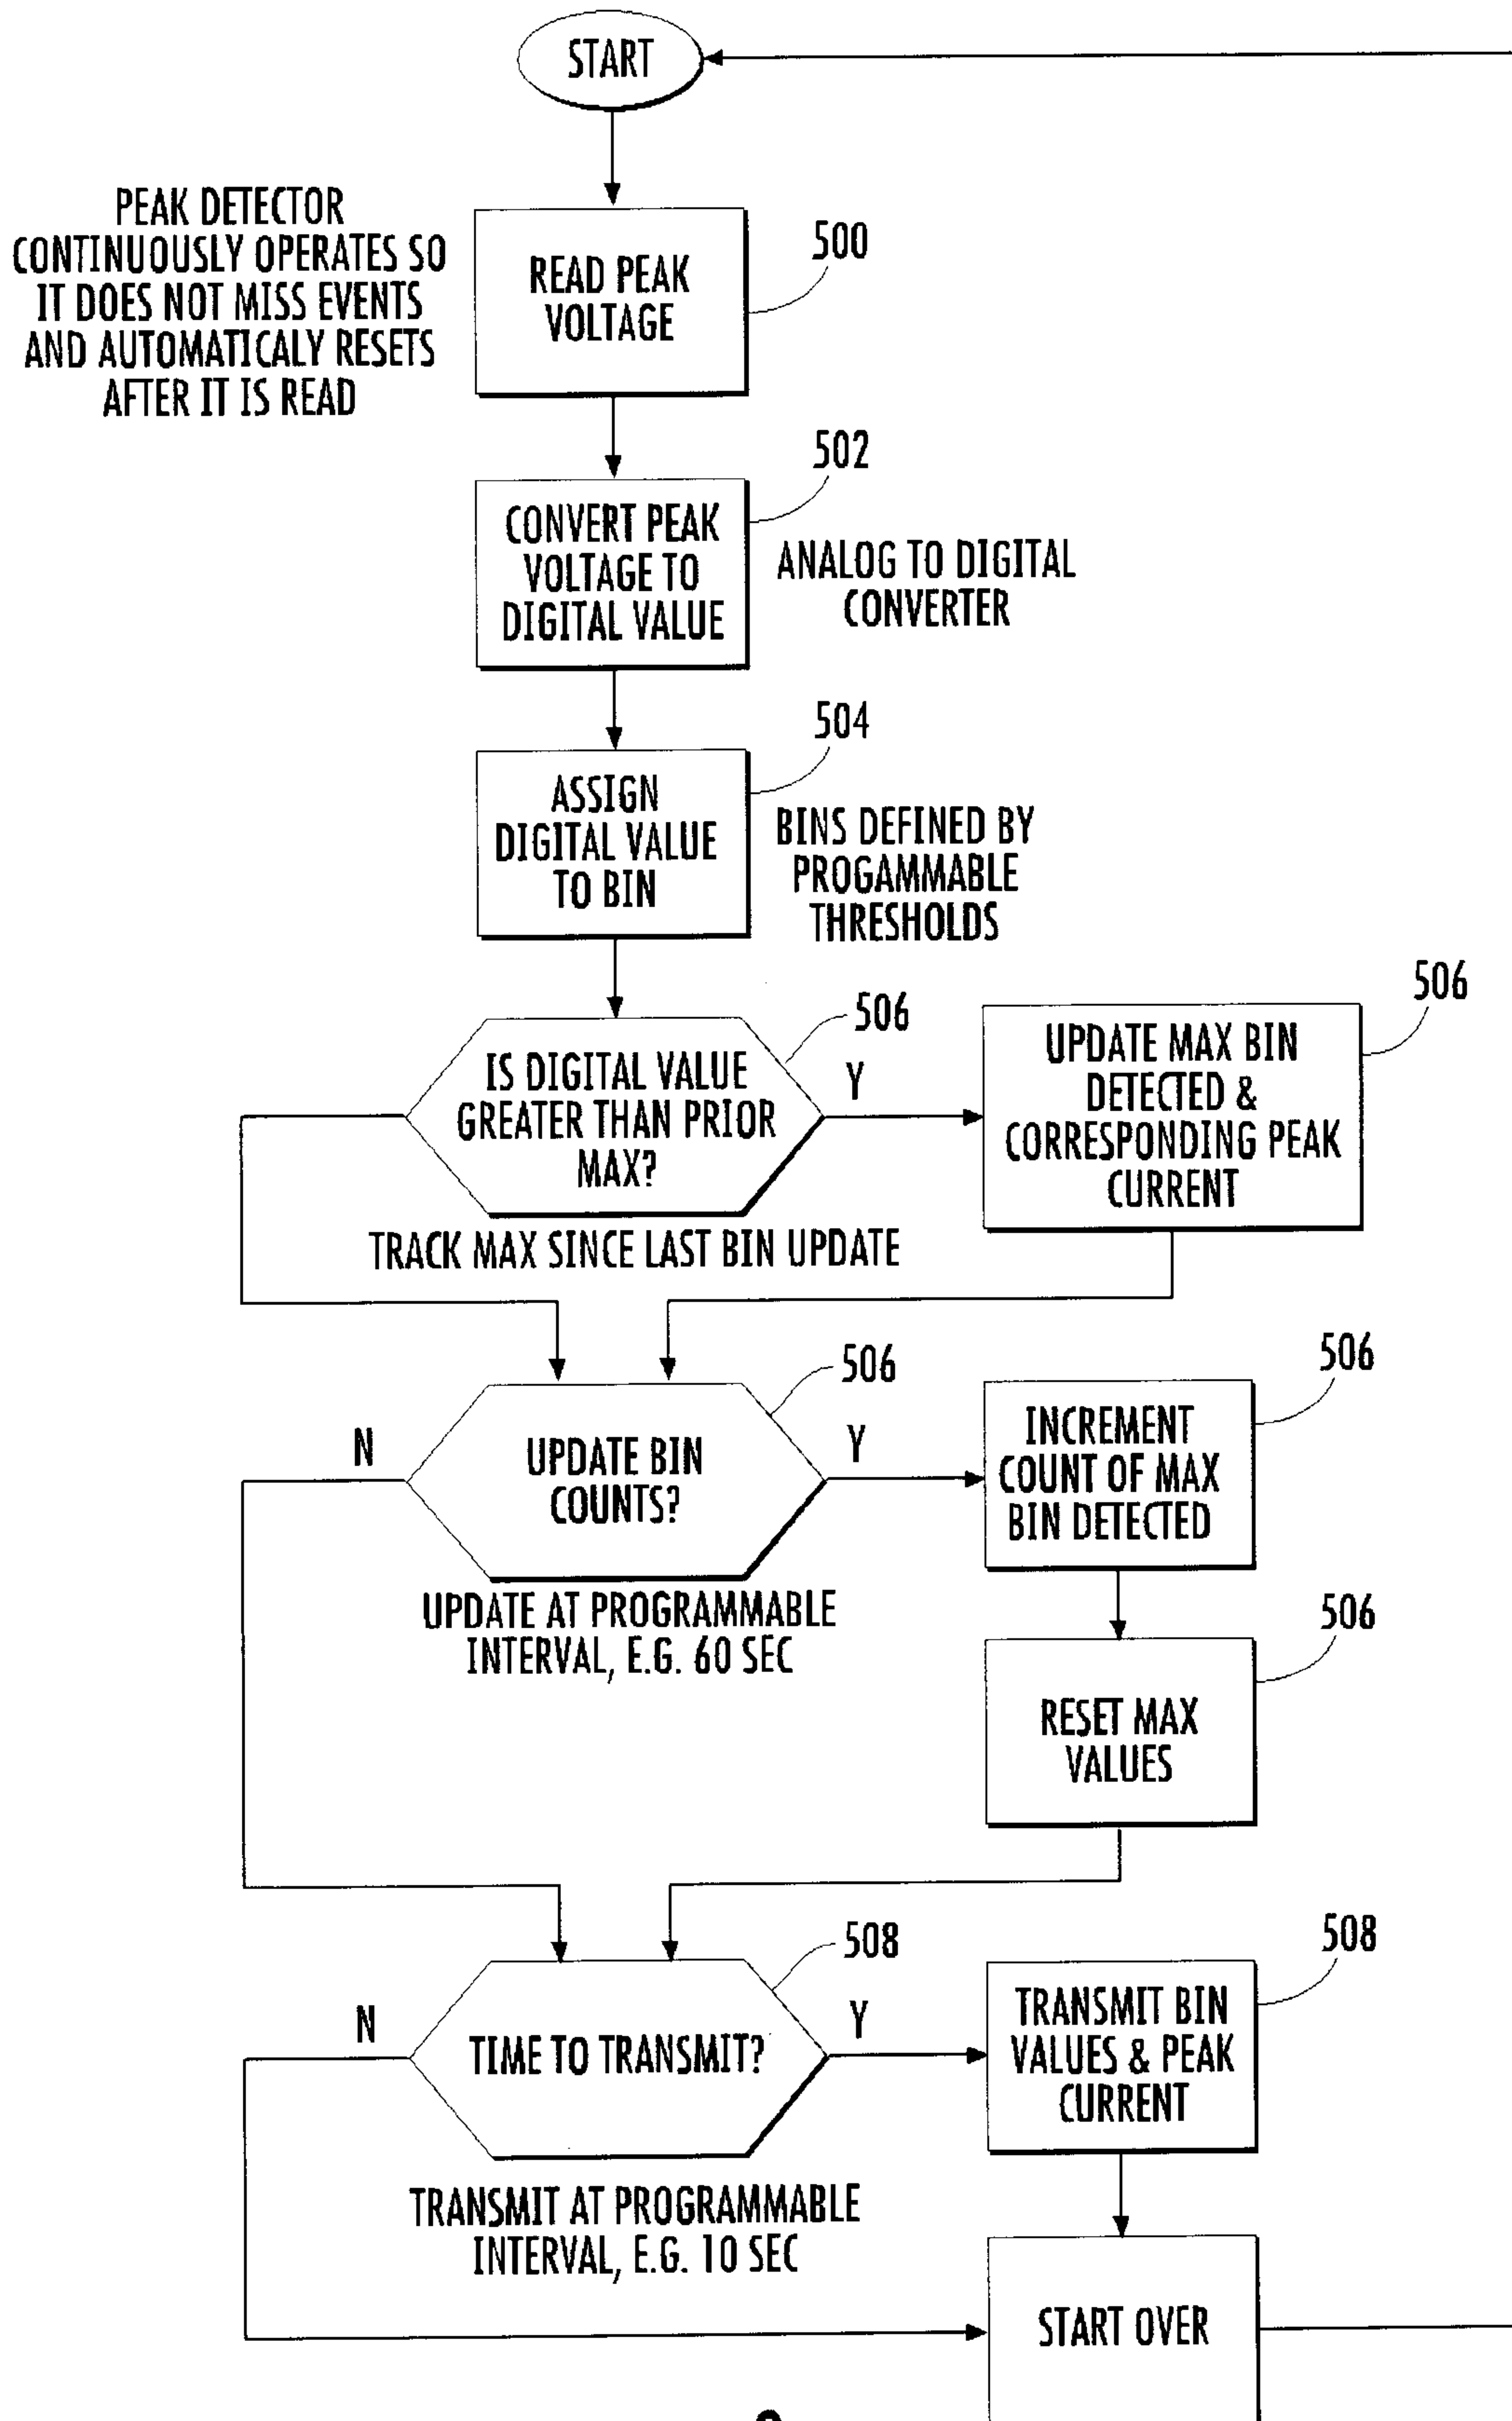 START
PEAK DETECTOR
CONTINUOUSLY OPERATES SO
IT DOES NOT MISS EVENTS
AND AUTOMATICALY RESETS
AFTER IT IS READ
READ PEAK
VOLTAGE
500
CONVERT PEAK
VOLTAGE TO
DIGITAL VALUE
502
ANALOG TO DIGITAL
CONVERTER
ASSIGN
DIGITAL VALUE
TO BIN
504
BINS DEFINED BY
PROGAMMABLE
THRESHOLDS
IS DIGITAL VALUE
GREATER THAN PRIOR
MAX?
506
Y
UPDATE MAX BIN
DETECTED &
CORRESPONDING PEAK
CURRENT
506
TRACK MAX SINCE LAST BIN UPDATE
N
UPDATE BIN
COUNTS?
506
Y
INCREMENT
COUNT OF MAX
BIN DETECTED
506
UPDATE AT PROGRAMMABLE
INTERVAL, E.G. 60 SEC
RESET MAX
VALUES
506
N
TIME TO TRANSMIT?
508
Y
TRANSMIT BIN
VALUES & PEAK
CURRENT
508
TRANSMIT AT PROGRAMMABLE
INTERVAL, E.G. 10 SEC
START OVER